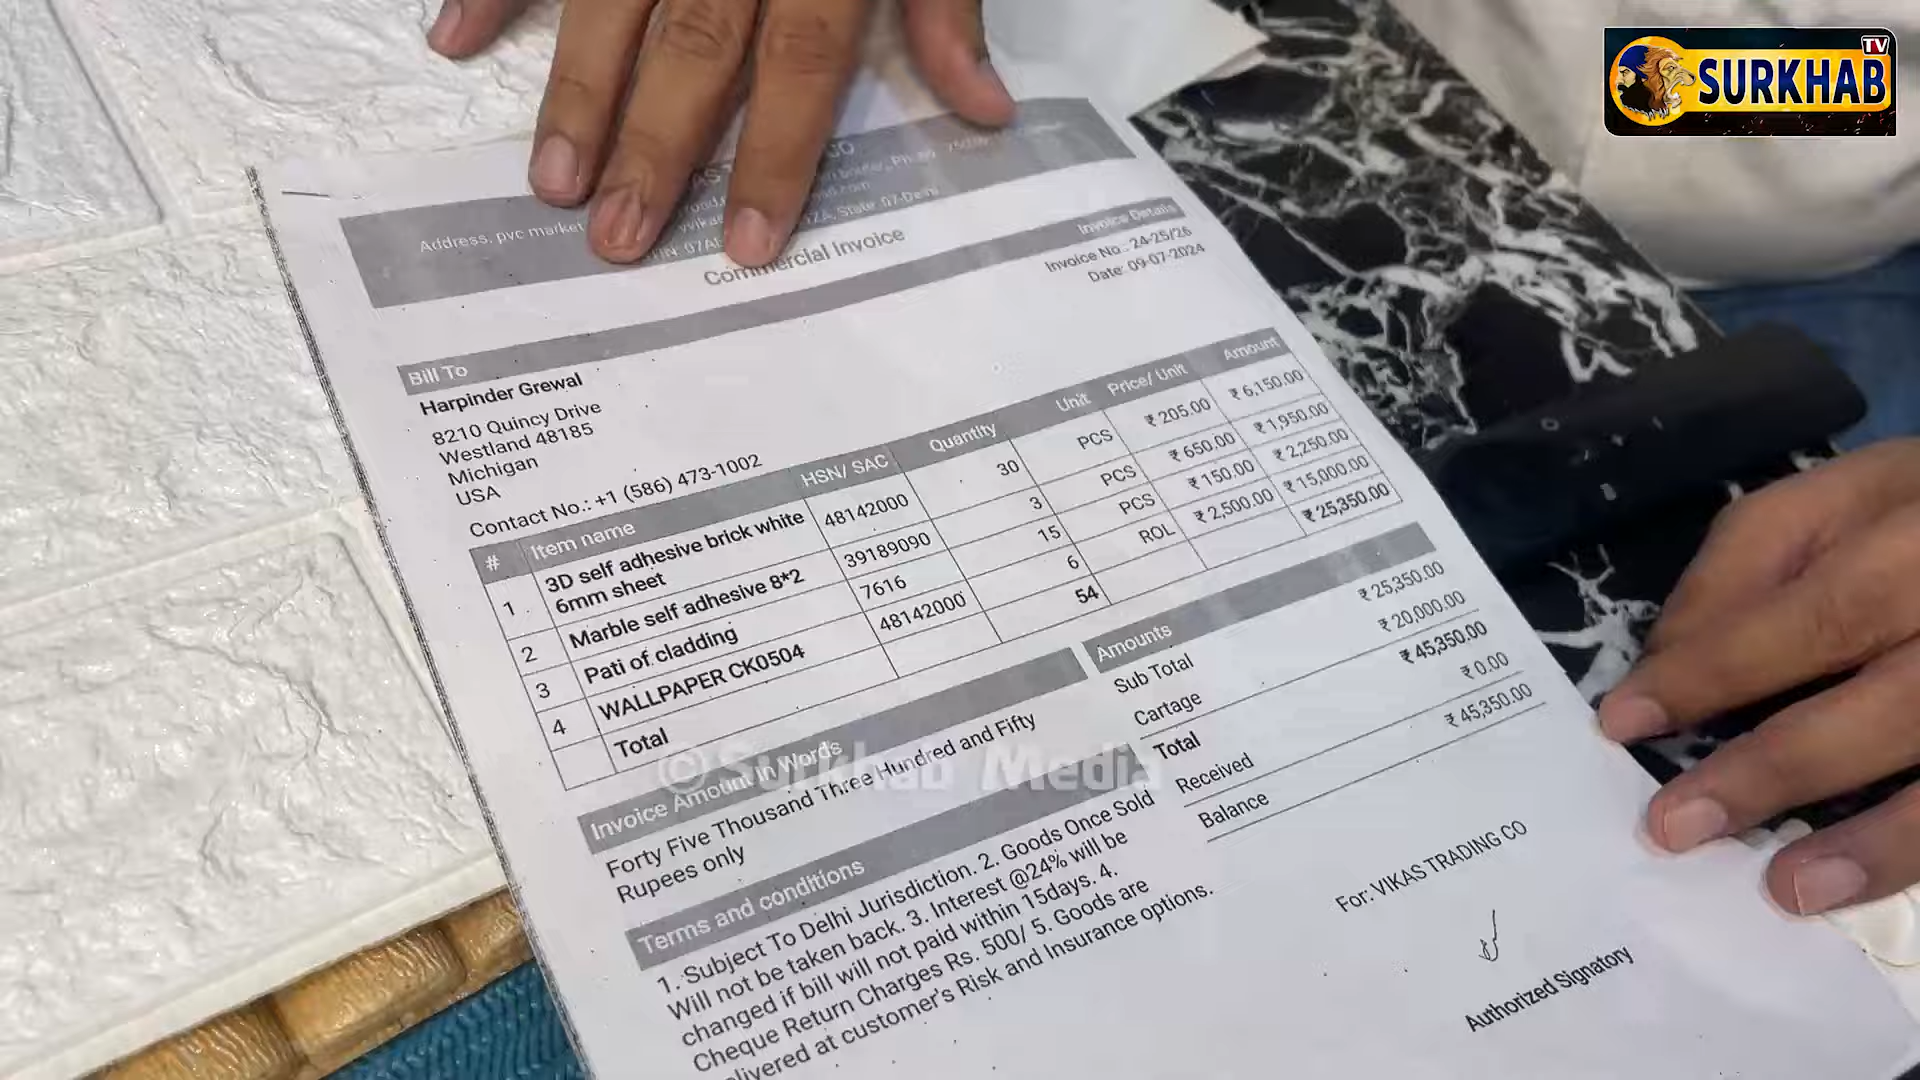 TV
SURKHAB
CO
Address. pvc market
State. 07-Delhi
Commercial Invoice
Invoice Details
Invoice No.: 24-25/26
Date: 09-07-2024
Bill To
Harpinder Grewal
8210 Quincy Drive
Westland 48185
Michigan
USA
Contact No.: +1 (586) 473-1002
# Item name HSN/ SAC Quantity Unit Price/ Unit Amount
1 3D self adhesive brick white 6mm sheet 48142000 30 PCS ₹ 205.00 ₹ 6,150.00
2 Marble self adhesive 8*2 39189090 3 PCS ₹ 650.00 ₹ 1,950.00
3 Pati of cladding 7616 15 PCS ₹ 150.00 ₹ 2,250.00
4 WALLPAPER CK0504 48142000 6 ROL ₹ 2,500.00 ₹ 15,000.00
Total 54 ₹ 25,350.00
Invoice Amount In Words
Forty Five Thousand Three Hundred and Fifty
Rupees only
Amounts
Sub Total ₹ 25,350.00
Cartage ₹ 20,000.00
Total ₹ 45,350.00
Received ₹ 0.00
Balance ₹ 45,350.00
Terms and conditions
1. Subject To Delhi Jurisdiction. 2. Goods Once Sold
Will not be taken back. 3. Interest @24% will be
changed if bill will not paid within 15days. 4.
Cheque Return Charges Rs. 500/ 5. Goods are
at customer's Risk and Insurance options.
For: VIKAS TRADING CO
Authorized Signatory
©Surkhab Media